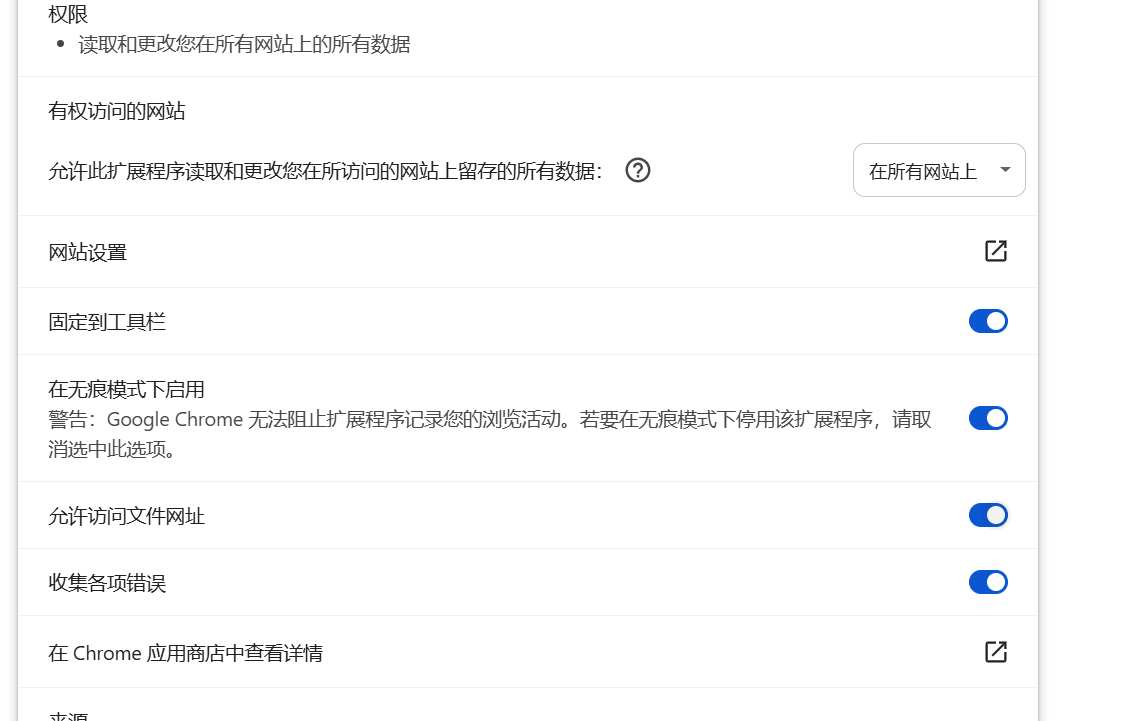 权限
读取和更改您在所有网站上的所有数据
有权访问的网站
允许此扩展程序读取和更改您在所访问的网站上留存的所有数据：
在所有网站上
网站设置
固定到工具栏
在无痕模式下启用
警告：Google Chrome 无法阻止扩展程序记录您的浏览活动。若要在无痕模式下停用该扩展程序，请取
消选中此选项。
允许访问文件网址
收集各项错误
在 Chrome 应用商店中查看详情
来源